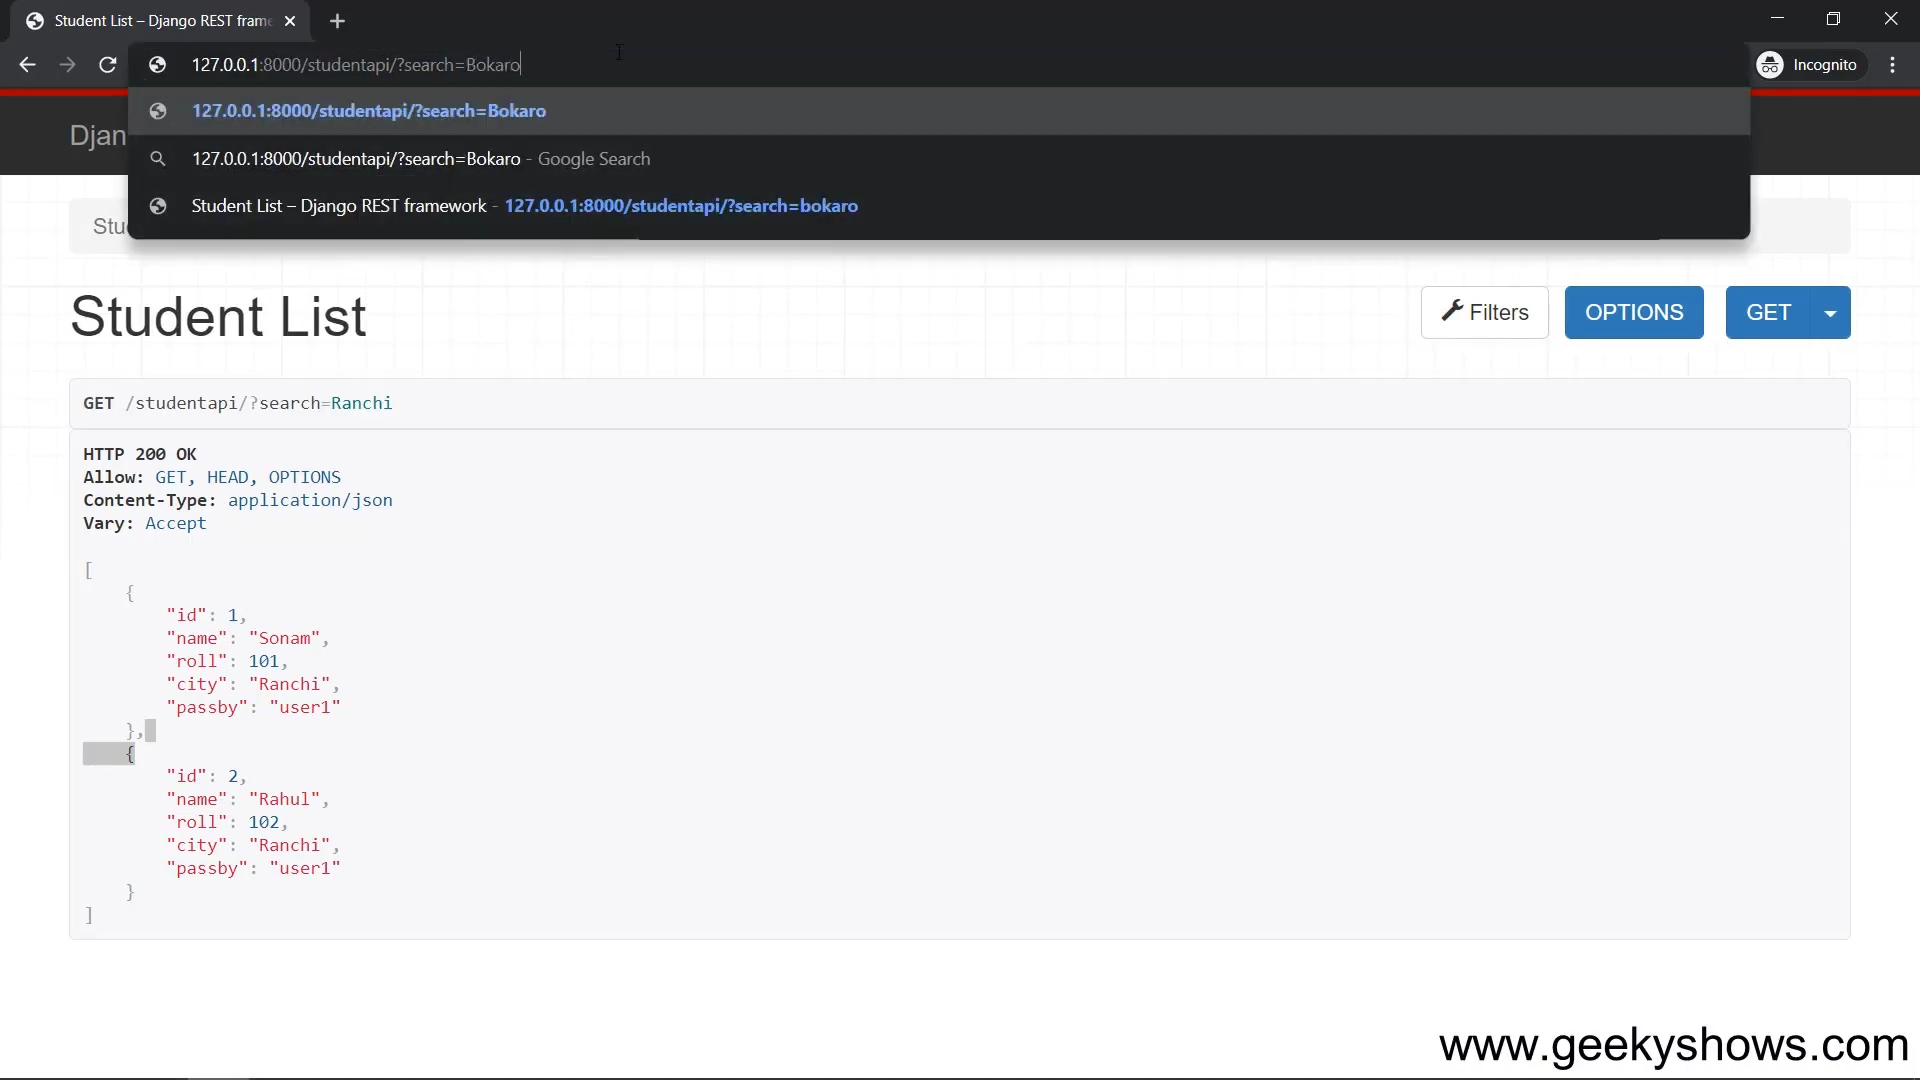 Student List – Django REST frame
127.0.0.1:8000/studentapi/?search=Bokaro
Incognito
127.0.0.1:8000/studentapi/?search=Bokaro
127.0.0.1:8000/studentapi/?search=Bokaro - Google Search
Student List – Django REST framework - 127.0.0.1:8000/studentapi/?search=bokaro
Djan
Stu
Student List
Filters
OPTIONS
GET
GET /studentapi/?search=Ranchi
HTTP 200 OK
Allow: GET, HEAD, OPTIONS
Content-Type: application/json
Vary: Accept
[
{
"id": 1,
"name": "Sonam",
"roll": 101,
"city": "Ranchi",
"passby": "user1"
},
{
"id": 2,
"name": "Rahul",
"roll": 102,
"city": "Ranchi",
"passby": "user1"
}
]
www.geekyshows.com